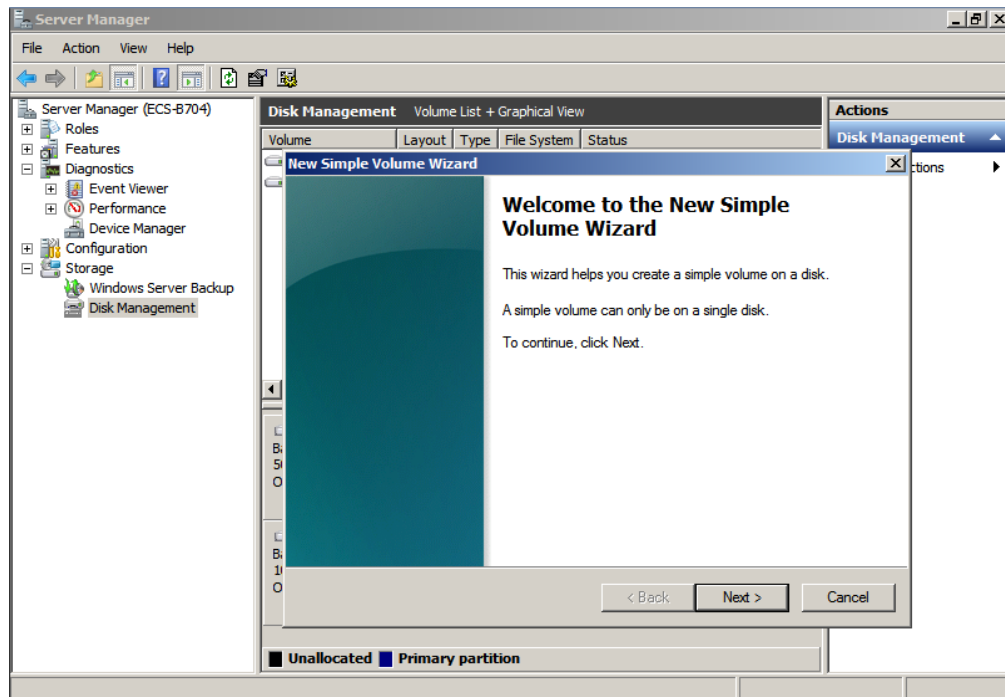 Server Manager
File Action View Help
Server Manager (ECS-B704)
Roles
Features
Diagnostics
Event Viewer
Performance
Device Manager
Configuration
Storage
Windows Server Backup
Disk Management
Disk Management Volume List + Graphical View
Volume Layout Type File System Status
New Simple Volume Wizard
Welcome to the New Simple
Volume Wizard
This wizard helps you create a simple volume on a disk.
A simple volume can only be on a single disk.
To continue, click Next.
< Back Next > Cancel
Unallocated Primary partition
Actions
Disk Management